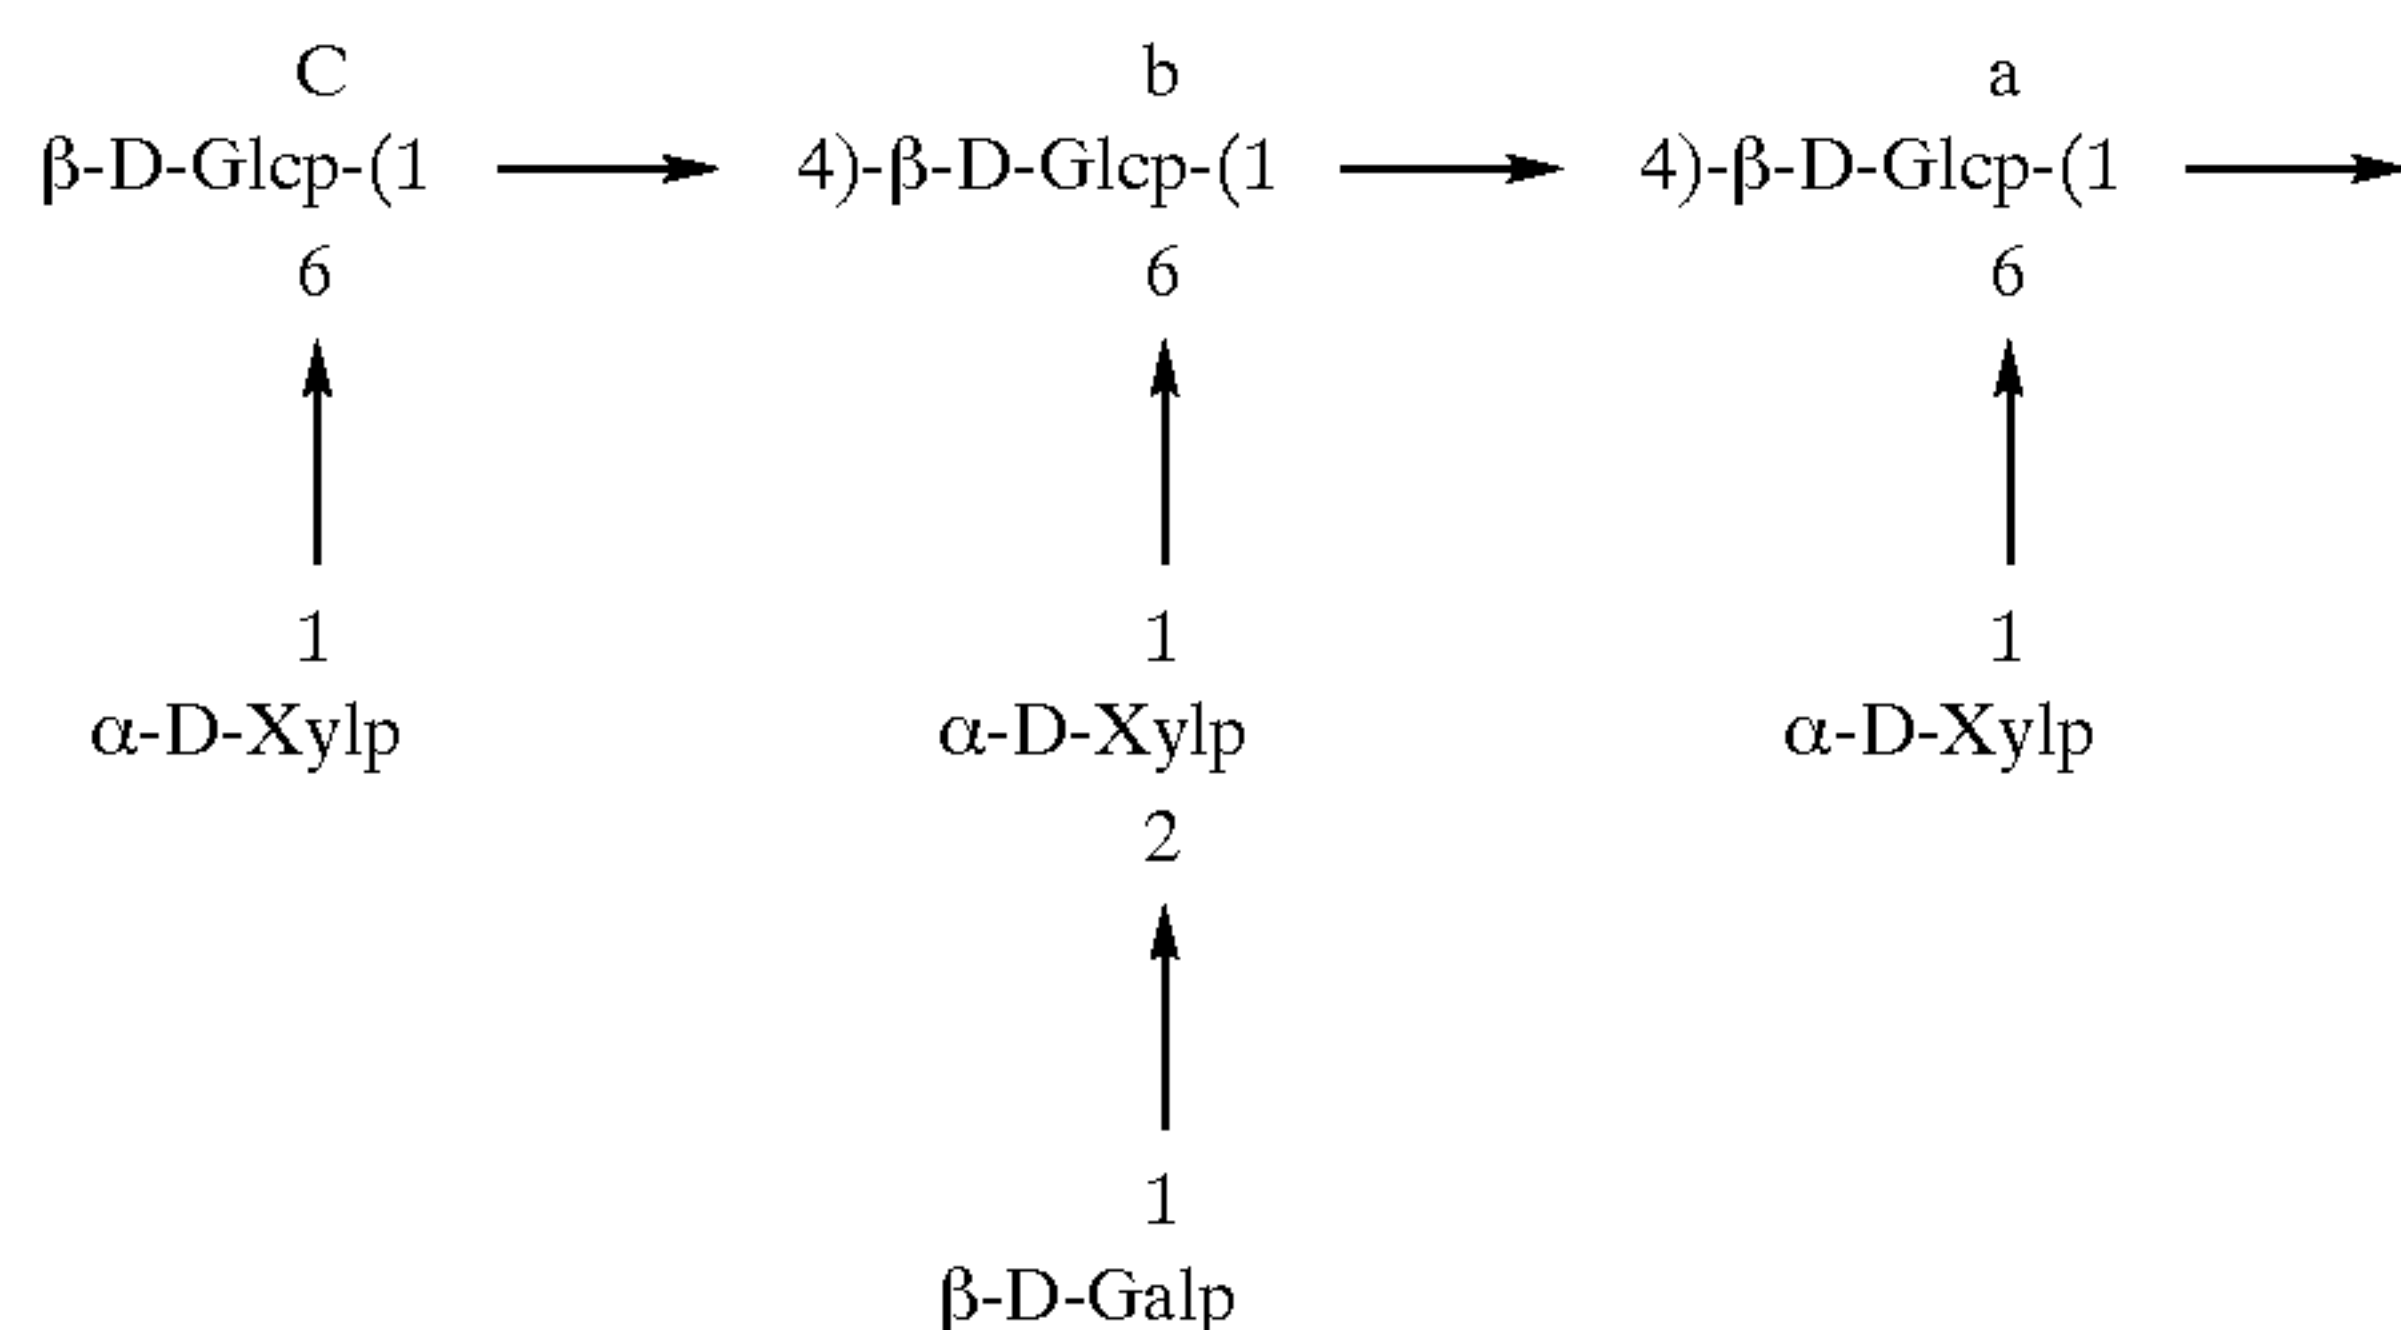 C b a
β-D-Glcp-(1 4)-β-D-Glcp-(1 4)-β-D-Glcp-(1
6 6 6
1 1 1
α-D-Xylp α-D-Xylp α-D-Xylp
2
1
β-D-Galp